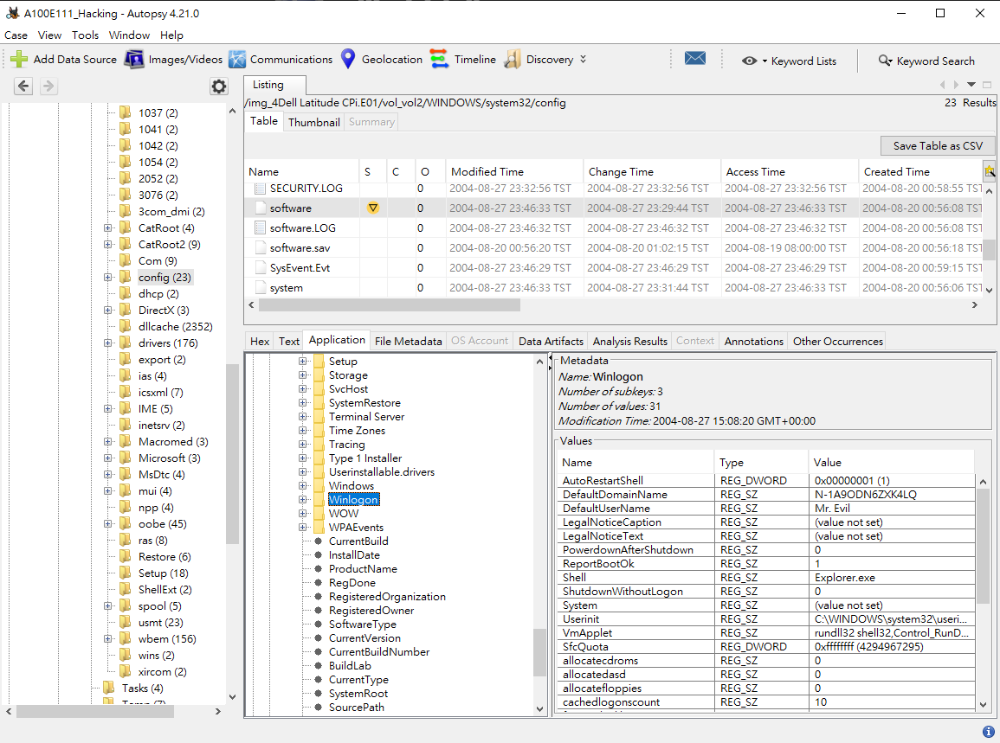 A100E111_Hacking - Autopsy 4.21.0
Case View Tools Window Help
Add Data Source Images/Videos Communications Geolocation Timeline Discovery Keyword Lists Keyword Search
1037 (2)
1041 (2)
1042 (2)
1054 (2)
2052 (2)
3076 (2)
3com_dmi (2)
CatRoot (4)
CatRoot2 (9)
Com (9)
config (23)
dhcp (2)
DirectX (3)
dllcache (2352)
drivers (176)
export (2)
ias (4)
icsxml (7)
IME (5)
inetsrv (2)
Macromed (3)
Microsoft (3)
MsDtc (4)
mui (4)
npp (4)
oobe (45)
ras (8)
Restore (6)
Setup (18)
ShellExt (2)
spool (5)
usmt (23)
wbem (156)
wins (2)
xircom (2)
Tasks (4)
Listing
/img_4Dell Latitude CPi.E01/vol_vol2/WINDOWS/system32/config 23 Results
Table Thumbnail Summary
Save Table as CSV
Name S C O Modified Time Change Time Access Time Created Time
SECURITY.LOG 0 2004-08-27 23:32:56 TST 2004-08-27 23:32:56 TST 2004-08-27 23:32:56 TST 2004-08-20 00:58:55 TST
software 0 2004-08-27 23:46:33 TST 2004-08-27 23:29:44 TST 2004-08-27 23:46:33 TST 2004-08-20 00:56:08 TST
software.LOG 0 2004-08-27 23:46:32 TST 2004-08-27 23:46:32 TST 2004-08-27 23:46:32 TST 2004-08-20 00:56:08 TST
software.sav 0 2004-08-20 00:56:20 TST 2004-08-20 01:02:15 TST 2004-08-19 08:00:00 TST 2004-08-20 00:56:18 TST
SysEvent.Evt 0 2004-08-27 23:46:29 TST 2004-08-27 23:46:29 TST 2004-08-27 23:46:29 TST 2004-08-20 00:59:15 TST
system 0 2004-08-27 23:46:33 TST 2004-08-27 23:31:44 TST 2004-08-27 23:46:33 TST 2004-08-20 00:56:06 TST
Hex Text Application File Metadata OS Account Data Artifacts Analysis Results Context Annotations Other Occurrences
Setup
Storage
SvcHost
SystemRestore
Terminal Server
Time Zones
Tracing
Type 1 Installer
Userinstallable.drivers
Windows
Winlogon
WOW
WPAEvents
CurrentBuild
InstallDate
ProductName
RegDone
RegisteredOrganization
RegisteredOwner
SoftwareType
CurrentVersion
CurrentBuildNumber
BuildLab
CurrentType
SystemRoot
SourcePath
Metadata
Name: Winlogon
Number of subkeys: 3
Number of values: 31
Modification Time: 2004-08-27 15:08:20 GMT+00:00
Values
Name Type Value
AutoRestartShell REG_DWORD 0x00000001 (1)
DefaultDomainName REG_SZ N-1A9ODN6ZXK4LQ
DefaultUserName REG_SZ Mr. Evil
LegalNoticeCaption REG_SZ (value not set)
LegalNoticeText REG_SZ (value not set)
PowerdownAfterShutdown REG_SZ 0
ReportBootOk REG_SZ 1
Shell REG_SZ Explorer.exe
ShutdownWithoutLogon REG_SZ 0
System REG_SZ (value not set)
Userinit REG_SZ C:\WINDOWS\system32\useri...
VmApplet REG_SZ rundll32 shell32,Control_RunD...
SfcQuota REG_DWORD 0xffffffff (4294967295)
allocatecdroms REG_SZ 0
allocatedasd REG_SZ 0
allocatefloppies REG_SZ 0
cachedlogonscount REG_SZ 10